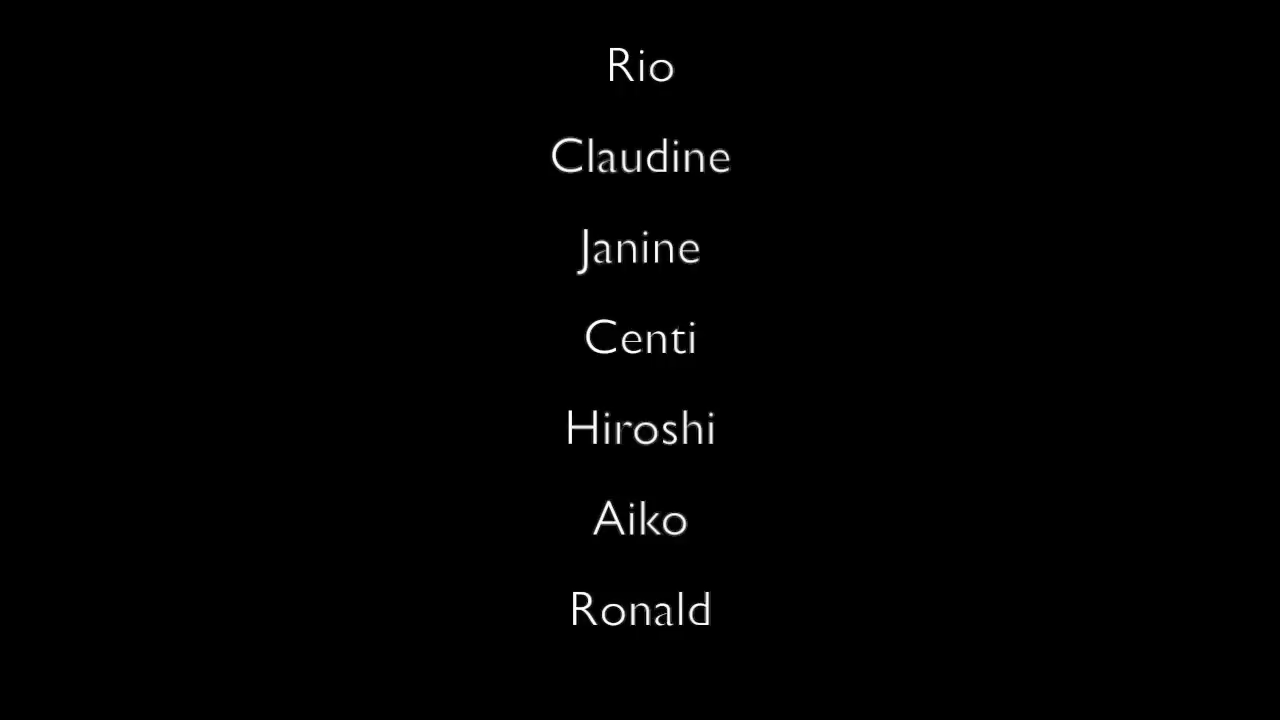 Rio
Claudine
Janine
Centi
Hiroshi
Aiko
Ronald